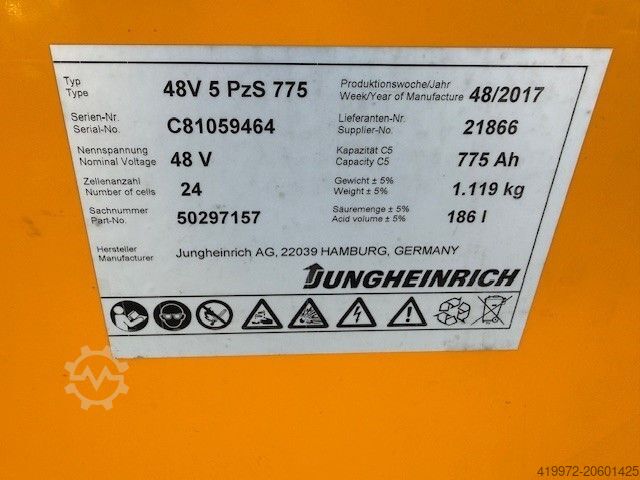 Typ
Type
48V 5 PzS 775
Produktionswoche/Jahr
Week/Year of Manufacture
48/2017
Serien-Nr.
Serial-No.
C81059464
Lieferanten-Nr.
Supplier-No.
21866
Nennspannung
Nominal Voltage
48 V
Kapazität C5
Capacity C5
775 Ah
Zellenanzahl
Number of cells
24
Gewicht ± 5%
Weight ± 5%
1.119 kg
Sachnummer
Part-No.
50297157
Säuremenge ± 5%
Acid volume ± 5%
186 l
Hersteller
Manufacturer
Jungheinrich AG, 22039 HAMBURG, GERMANY
JUNGHEINRICH
419972-20601425